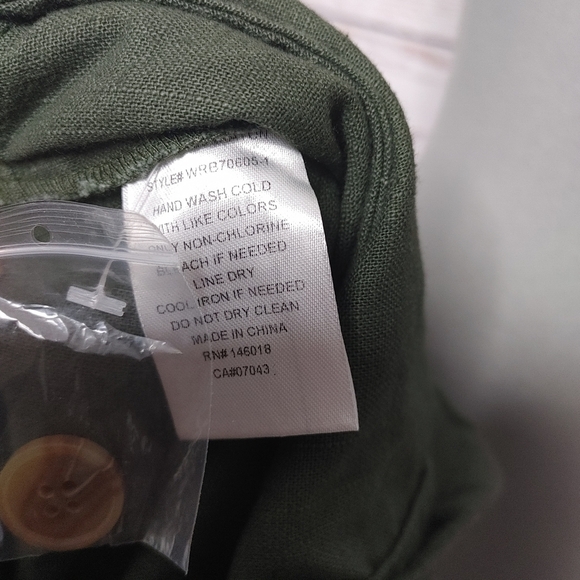 STYLE# WRB70605-1
HAND WASH COLD
WITH LIKE COLORS
ONLY NON-CHLORINE
BLEACH IF NEEDED
LINE DRY
COOL IRON IF NEEDED
DO NOT DRY CLEAN
MADE IN CHINA
RN# 146018
CA#07043